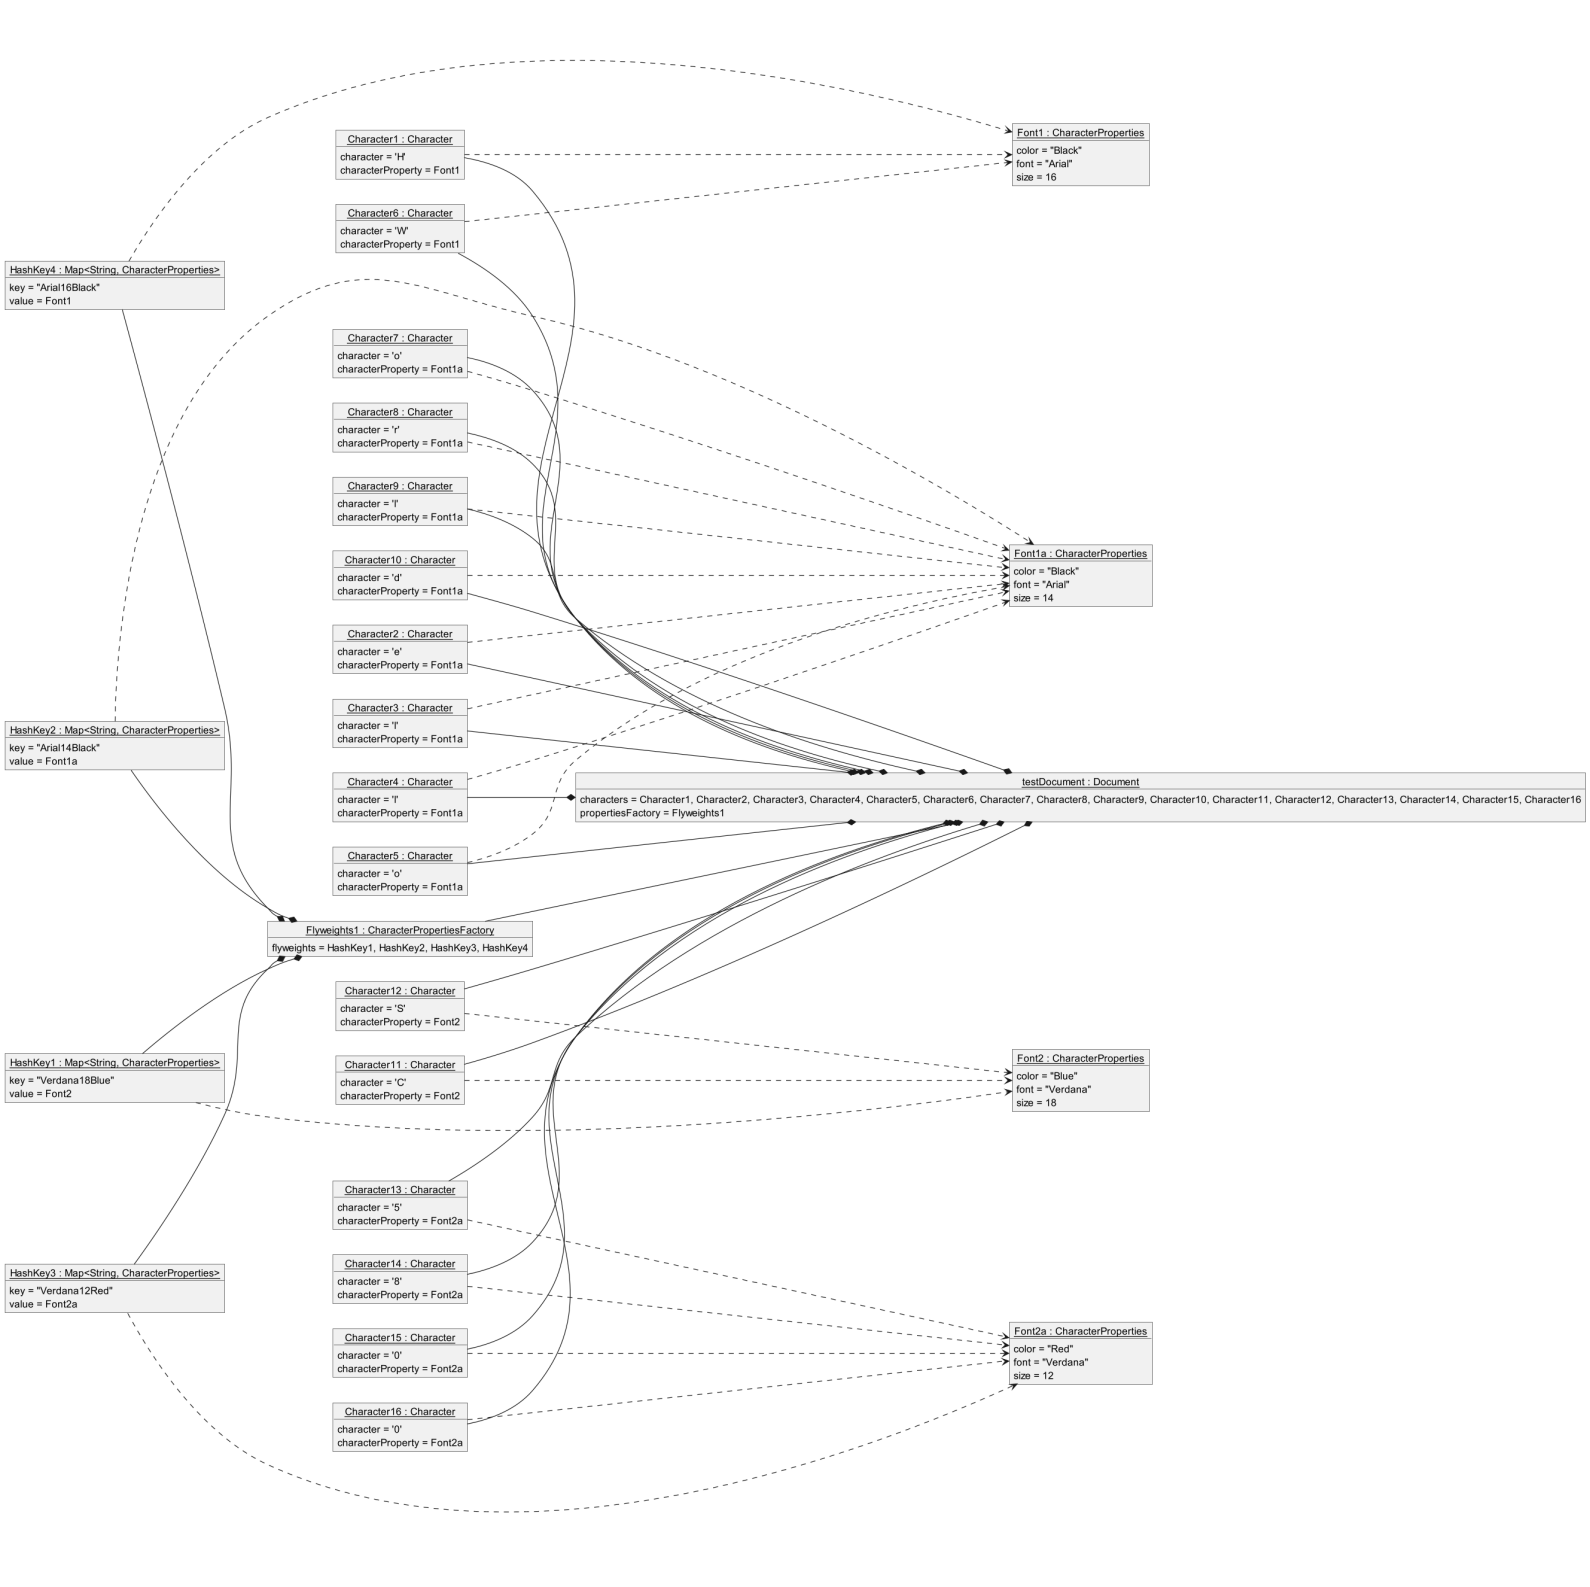 Font1 : CharacterProperties
color = "Black"
font = "Arial"
size = 16
Character1 : Character
character = 'H'
characterProperty = Font1
Character6 : Character
character = 'W'
characterProperty = Font1
HashKey4 : Map<String, CharacterProperties>
key = "Arial16Black"
value = Font1
Character7 : Character
character = 'o'
characterProperty = Font1a
Character8 : Character
character = 'r'
characterProperty = Font1a
Character9 : Character
character = 'l'
characterProperty = Font1a
Character10 : Character
character = 'd'
characterProperty = Font1a
Font1a : CharacterProperties
color = "Black"
font = "Arial"
size = 14
Character2 : Character
character = 'e'
characterProperty = Font1a
Character3 : Character
character = 'l'
characterProperty = Font1a
HashKey2 : Map<String, CharacterProperties>
key = "Arial14Black"
value = Font1a
Character4 : Character
character = 'l'
characterProperty = Font1a
testDocument : Document
characters = Character1, Character2, Character3, Character4, Character5, Character6, Character7, Character8, Character9, Character10, Character11, Character12, Character13, Character14, Character15, Character16
propertiesFactory = Flyweights1
Character5 : Character
character = 'o'
characterProperty = Font1a
Flyweights1 : CharacterPropertiesFactory
flyweights = HashKey1, HashKey2, HashKey3, HashKey4
Character12 : Character
character = 'S'
characterProperty = Font2
Character11 : Character
character = 'C'
characterProperty = Font2
Font2 : CharacterProperties
color = "Blue"
font = "Verdana"
size = 18
HashKey1 : Map<String, CharacterProperties>
key = "Verdana18Blue"
value = Font2
Character13 : Character
character = '5'
characterProperty = Font2a
Character14 : Character
character = '8'
characterProperty = Font2a
HashKey3 : Map<String, CharacterProperties>
key = "Verdana12Red"
value = Font2a
Character15 : Character
character = '0'
characterProperty = Font2a
Font2a : CharacterProperties
color = "Red"
font = "Verdana"
size = 12
Character16 : Character
character = '0'
characterProperty = Font2a